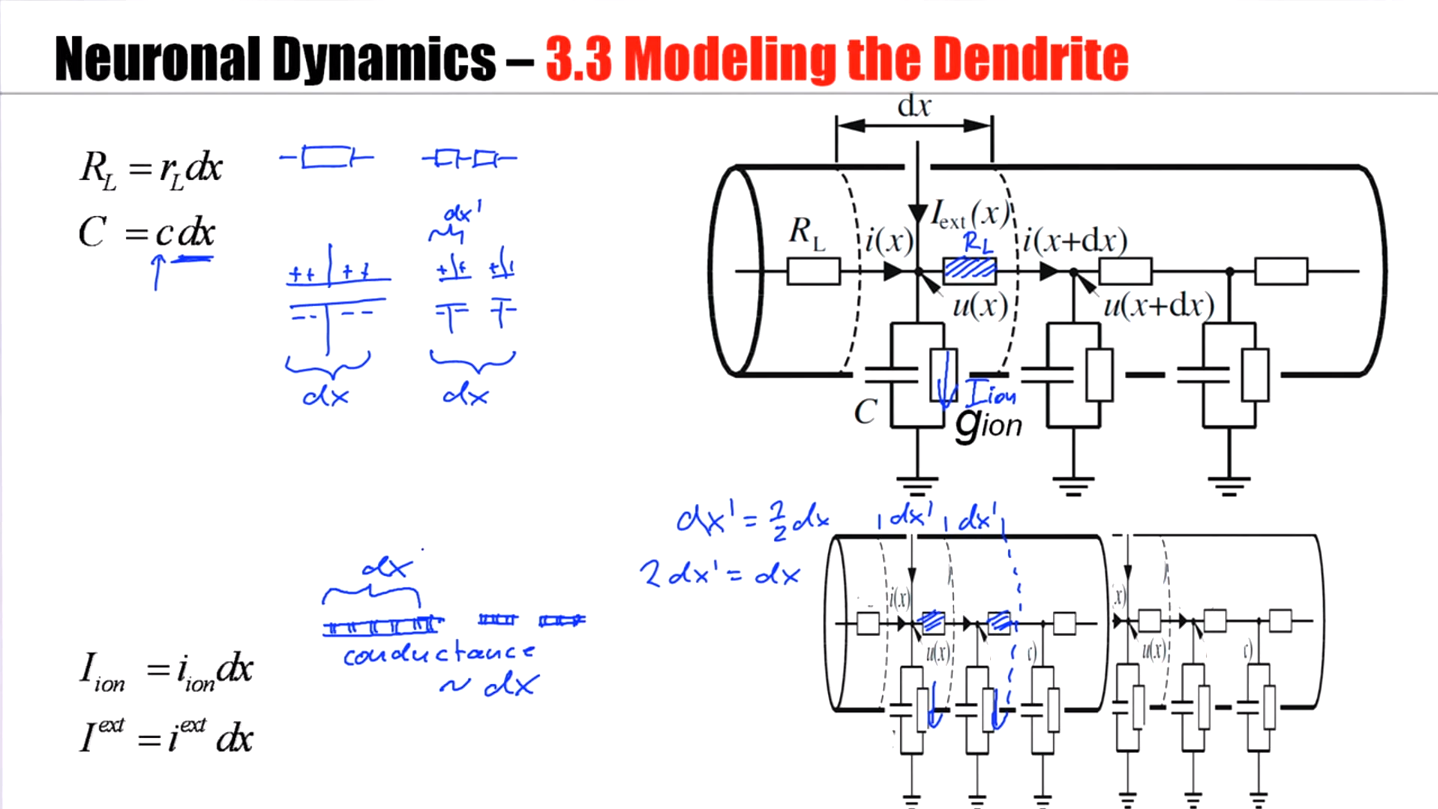 Neuronal Dynamics – 3.3 Modeling the Dendrite
R_L = r_L dx
C = c dx
dx'
dx dx
dx
R_L i(x) I_ext(x) R_L i(x+dx)
u(x) u(x+dx)
C I_ion
g_ion
dx' = ½ dx dx' dx'
2 dx' = dx
dx
conductance
~ dx
I_ion = i_ion dx
I^ext = i^ext dx
i(x) x)
u(x) c) u(x) c)